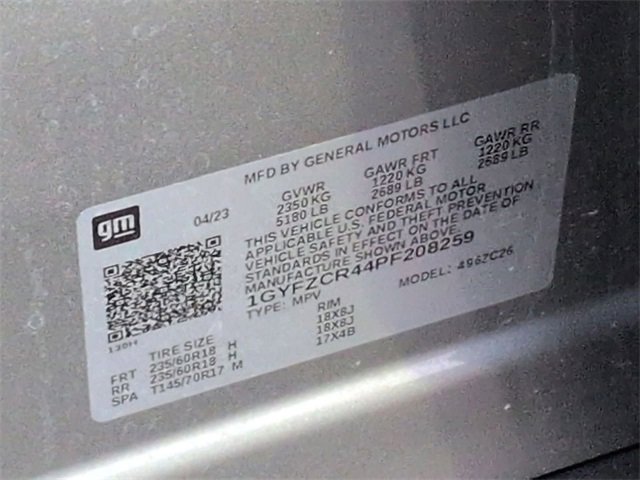 MFD BY GENERAL MOTORS LLC
gm
04/23
GVWR GAWR FRT GAWR RR
2350 KG 1220 KG 1220 KG
5180 LB 2689 LB 2689 LB
THIS VEHICLE CONFORMS TO ALL
APPLICABLE U.S. FEDERAL MOTOR
VEHICLE SAFETY AND THEFT PREVENTION
STANDARDS IN EFFECT ON THE DATE OF
MANUFACTURE SHOWN ABOVE.
1GYFZCR44PF208259
TYPE: MPV MODEL: 4962C26
TIRE SIZE RIM
FRT 235/60R18 H 18X8J
RR 235/60R18 H 18X8J
SPA T145/70R17 M 17X4B